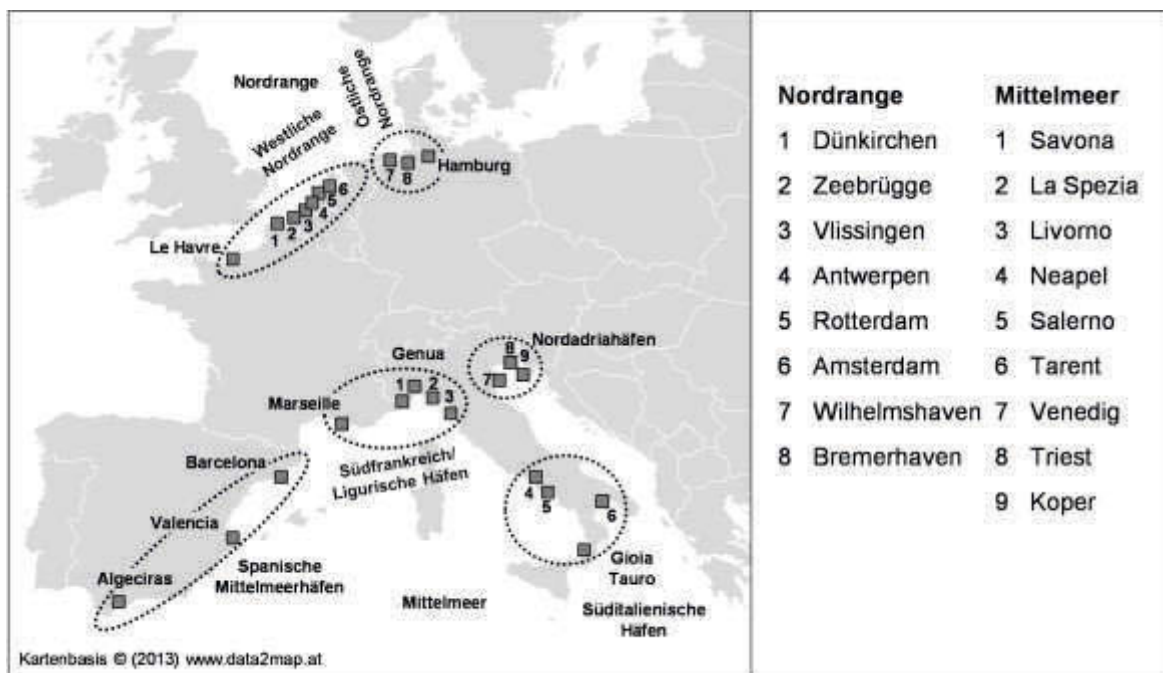 Nordrange
Östliche
Nordrange
Westliche
Nordrange
7
8
Hamburg
6
5
4
3
2
1
Le Havre
Nordadriahäfen
8
9
7
Genua
1
2
3
Marseille
Südfrankreich/
Ligurische Häfen
Barcelona
Valencia
Algeciras
Spanische
Mittelmeerhäfen
4
5
6
Gioia
Tauro
Mittelmeer
Süditalienische
Häfen
Kartenbasis © (2013) www.data2map.at
Nordrange Mittelmeer
1 Dünkirchen 1 Savona
2 Zeebrügge 2 La Spezia
3 Vlissingen 3 Livorno
4 Antwerpen 4 Neapel
5 Rotterdam 5 Salerno
6 Amsterdam 6 Tarent
7 Wilhelmshaven 7 Venedig
8 Bremerhaven 8 Triest
9 Koper